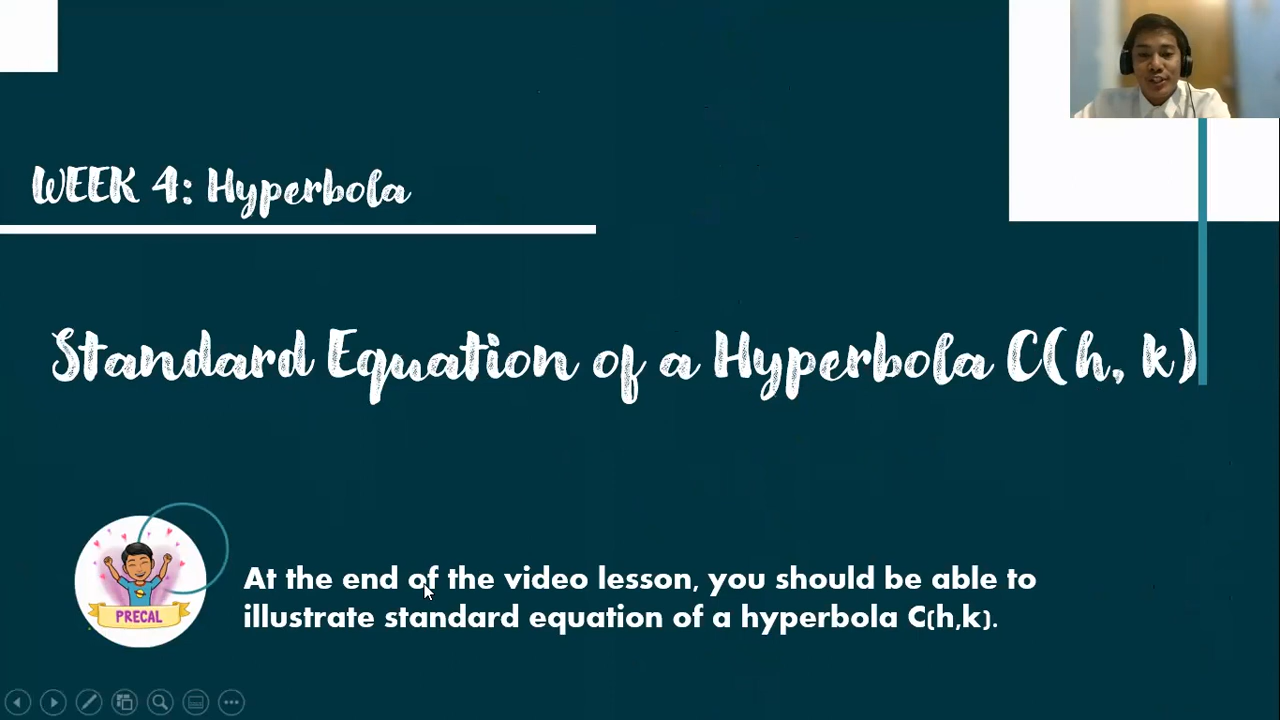 WEEK 4: Hyperbola
Standard Equation of a Hyperbola C(h, k)
At the end of the video lesson, you should be able to
illustrate standard equation of a hyperbola C(h,k).
PRECAL